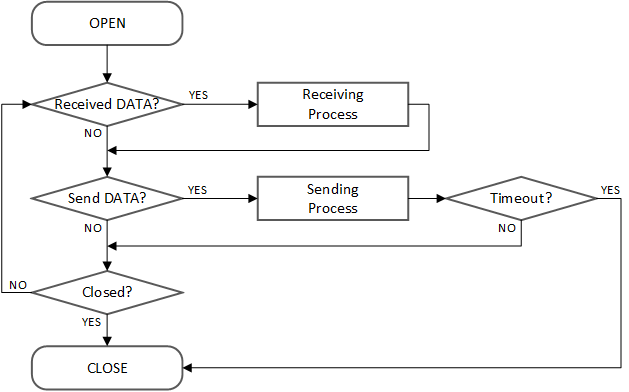 OPEN
Received DATA?
YES
Receiving
Process
NO
Send DATA?
YES
Sending
Process
Timeout?
YES
NO
NO
NO
Closed?
YES
CLOSE